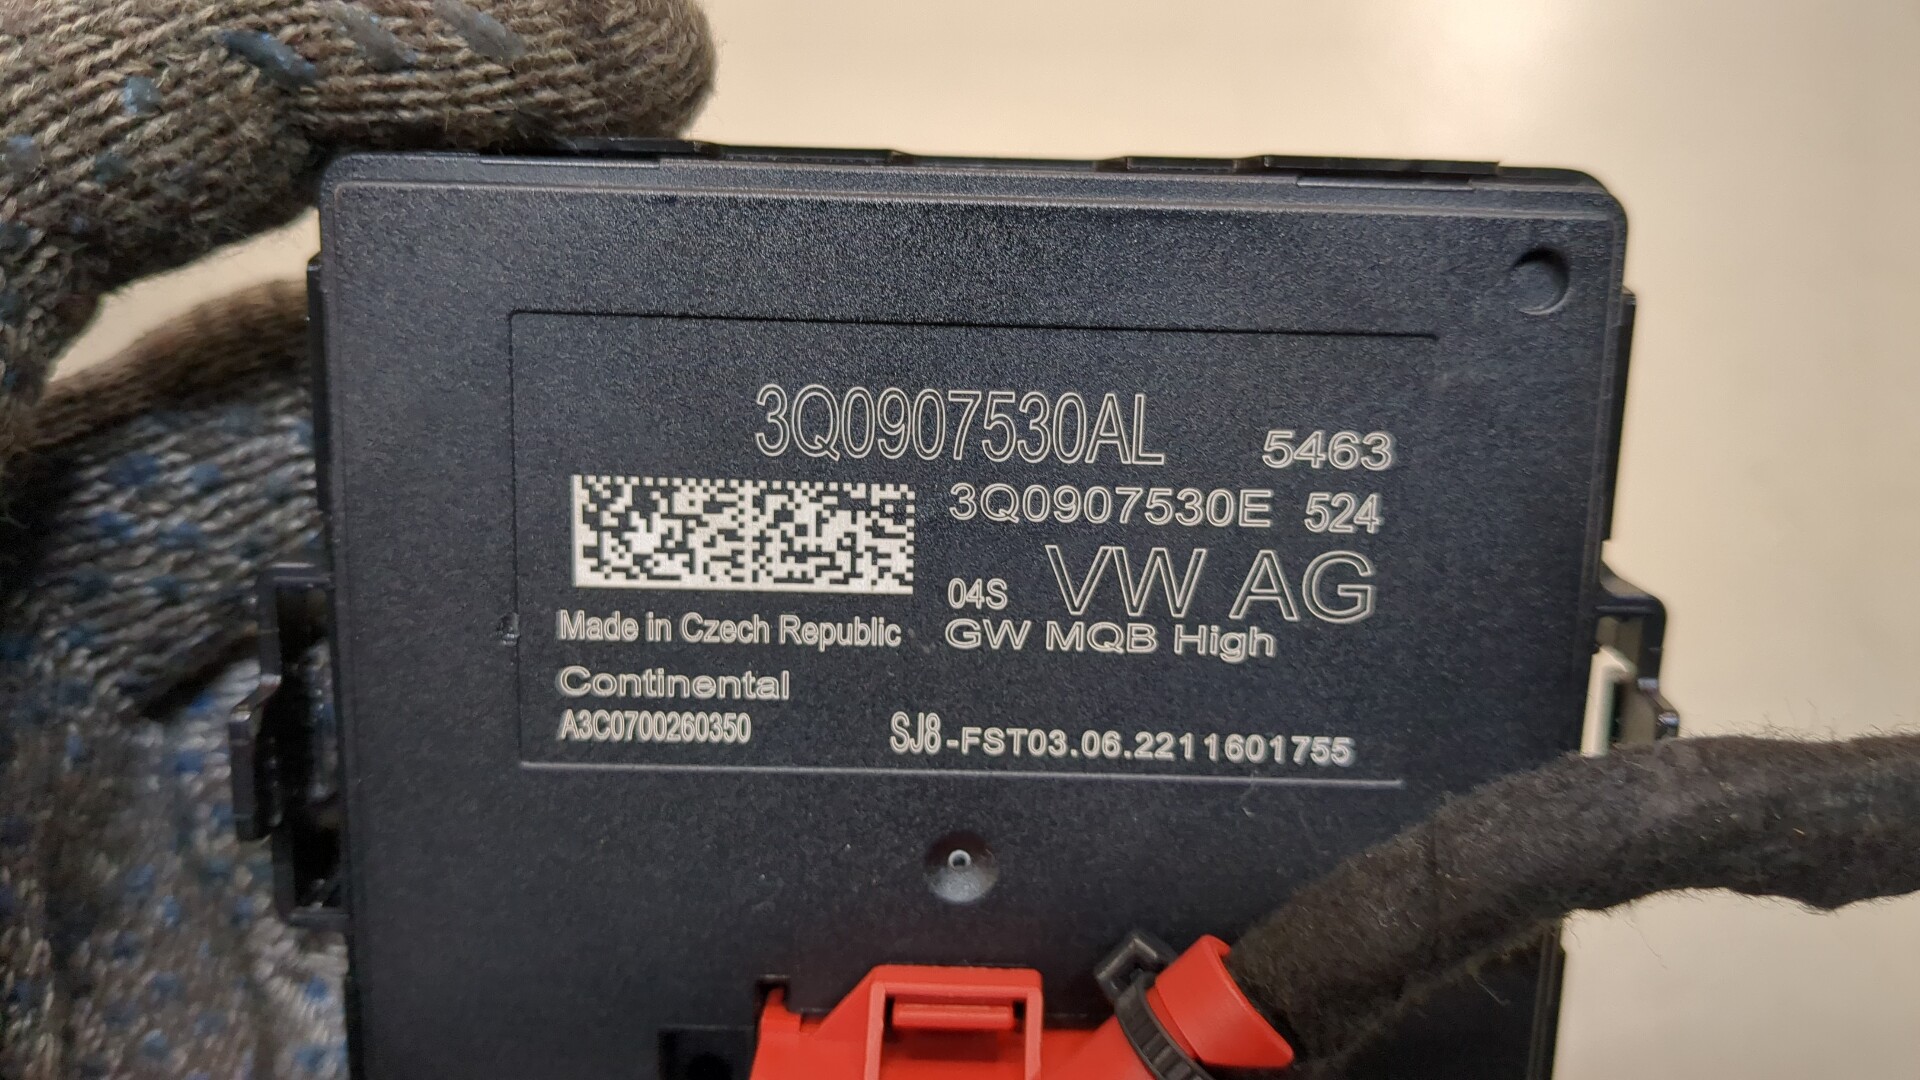 3Q0907530AL 5463
3Q0907530E 524
04S VW AG
Made in Czech Republic GW MQB High
Continental
A3C0700260350 SJ8-FST03.06.2211601755